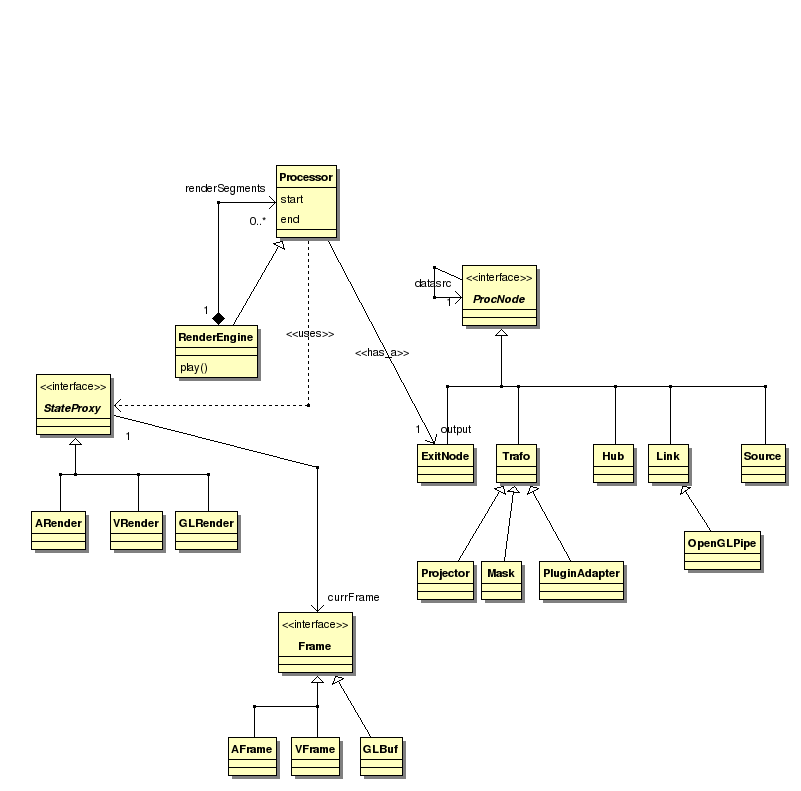 Processor
renderSegments
start
0..*
end
<<interface>>
ProcNode
datasrc
1
1
RenderEngine
play()
<<uses>>
<<has_a>>
<<interface>>
StateProxy
1
1
output
ExitNode
Trafo
Hub
Link
Source
ARender
VRender
GLRender
OpenGLPipe
Projector
Mask
PluginAdapter
currFrame
<<interface>>
Frame
AFrame
VFrame
GLBuf